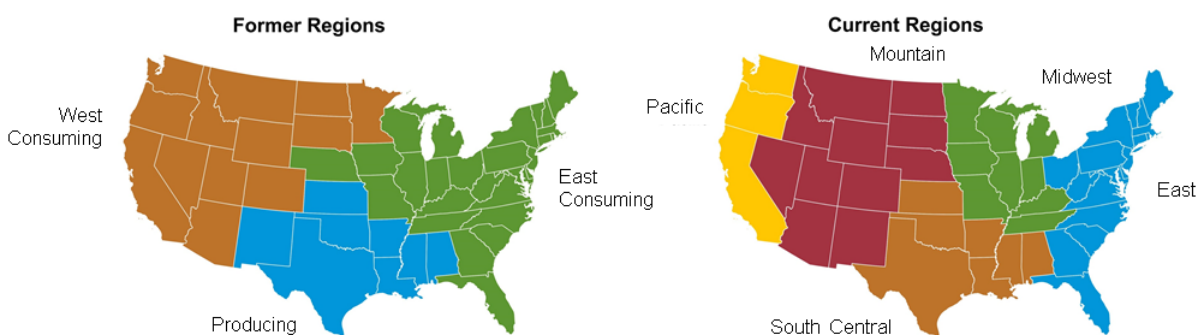 Former Regions
West
Consuming
East
Consuming
Producing
Current Regions
Mountain
Midwest
Pacific
East
South Central